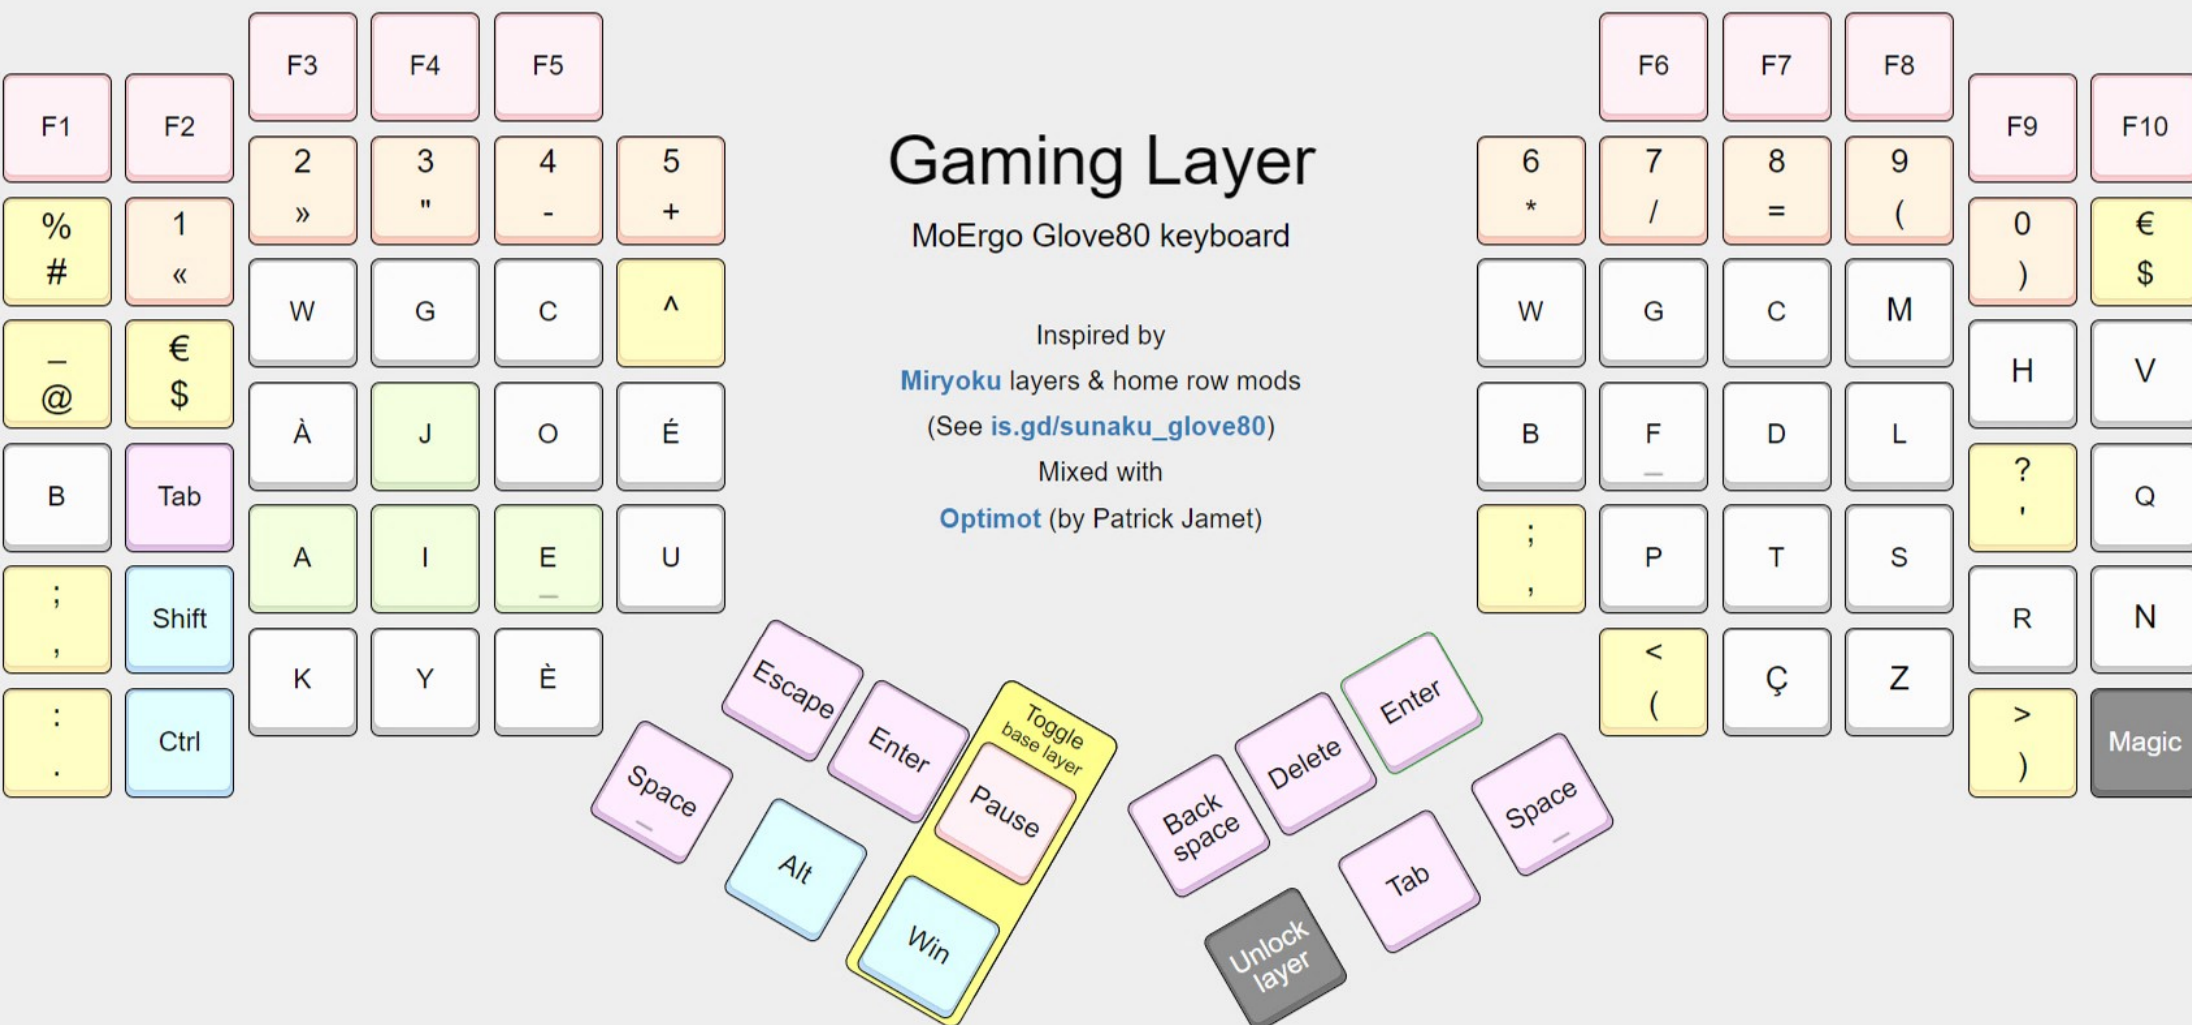 F3
F4
F5
F1
F2
2
»
3
"
4
-
5
+
%
#
1
«
W
G
C
^
_
@
€
$
À
J
O
É
B
Tab
A
I
E
U
;
,
Shift
K
Y
È
:
.
Ctrl
Gaming Layer
MoErgo Glove80 keyboard
Inspired by
Miryoku layers & home row mods
(See is.gd/sunaku_glove80)
Mixed with
Optimot (by Patrick Jamet)
Escape
Enter
Space
Alt
Toggle
base layer
Pause
Win
Enter
Delete
Back
space
Space
Tab
Unlock
layer
F6
F7
F8
F9
F10
6
*
7
/
8
=
9
(
0
)
€
$
W
G
C
M
H
V
B
F
D
L
?
'
Q
;
,
P
T
S
R
N
<
(
Ç
Z
>
)
Magic